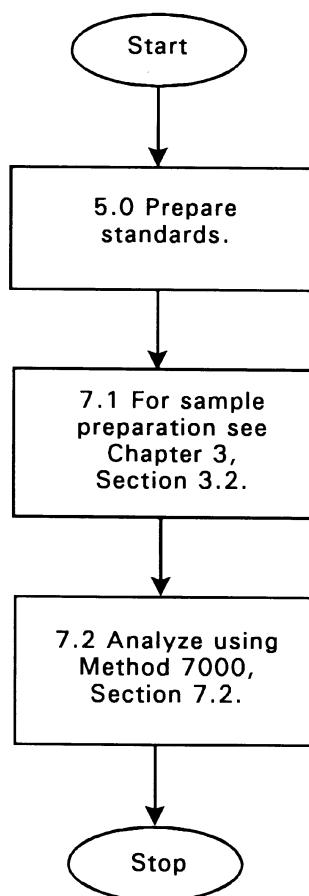 Start
5.0 Prepare
standards.
7.1 For sample
preparation see
Chapter 3,
Section 3.2.
7.2 Analyze using
Method 7000,
Section 7.2.
Stop